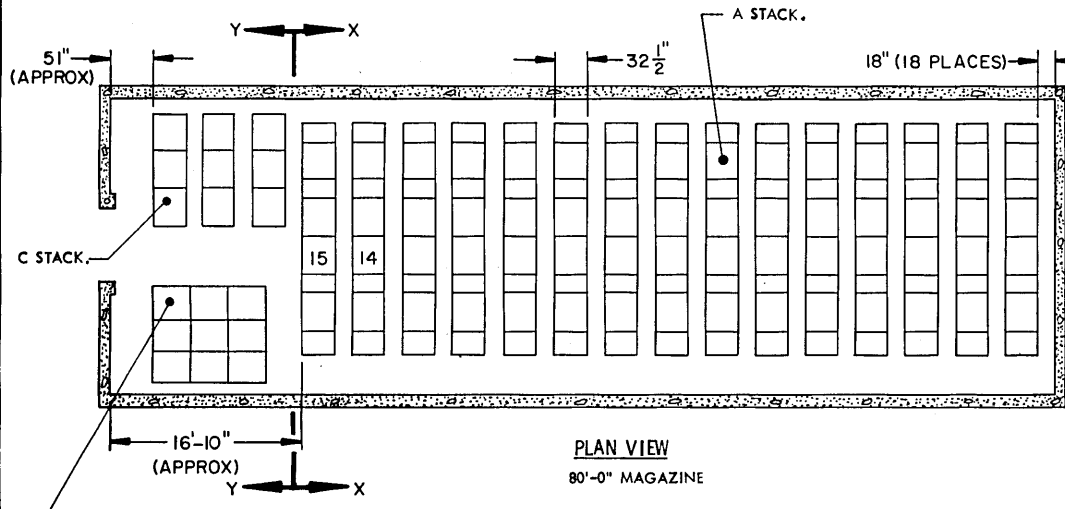 A STACK.
Y X
51"
(APPROX)
32 1/2"
18" (18 PLACES)
C STACK.
15 14
16'-10"
(APPROX)
Y X
PLAN VIEW
80'-0" MAGAZINE